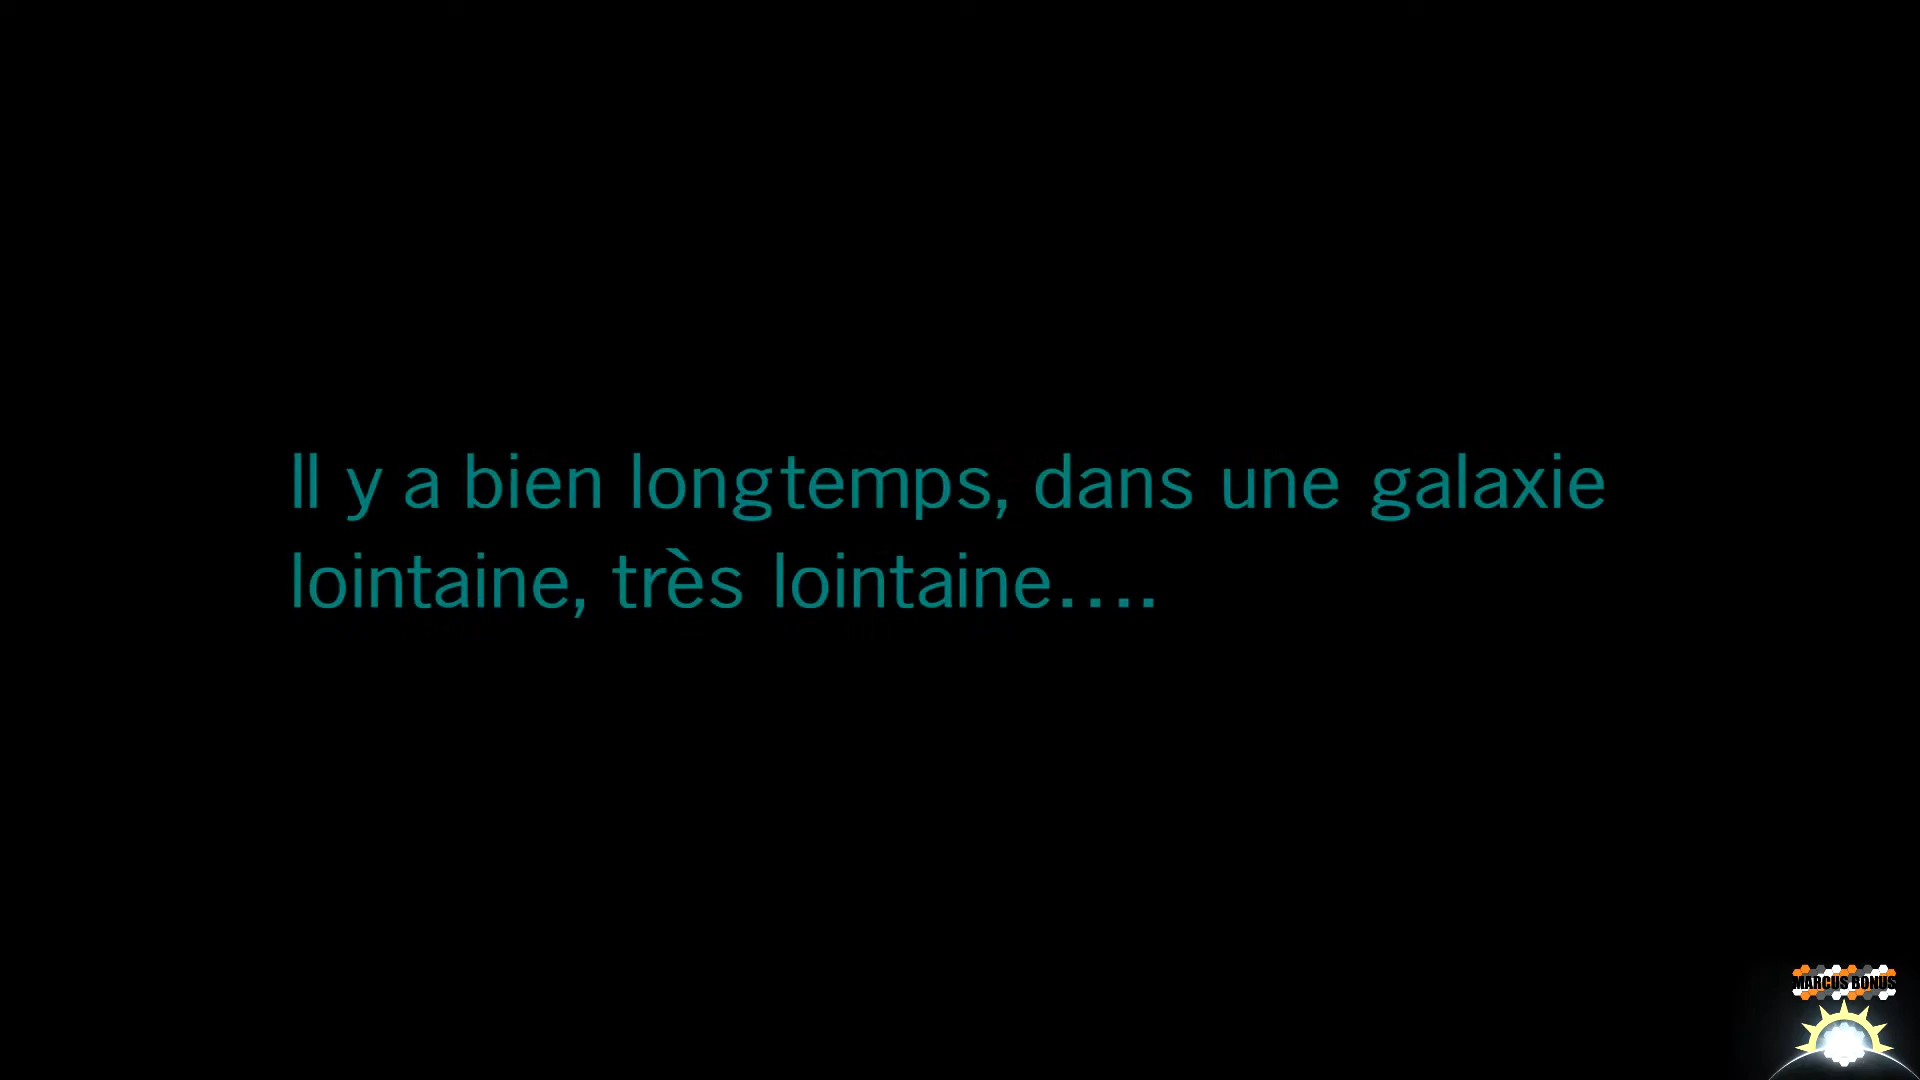 Il y a bien longtemps, dans une galaxie
lointaine, très lointaine....
MARCUS BONUS